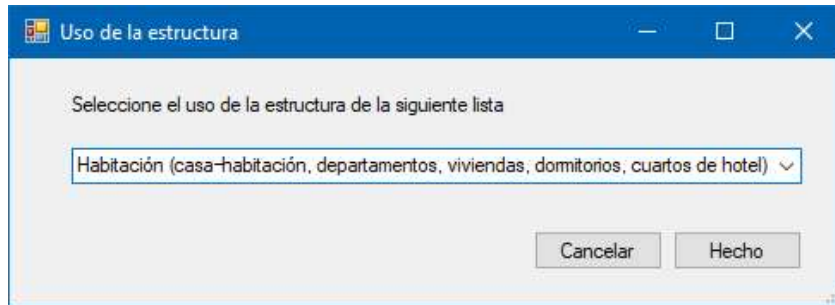 Uso de la estructura
Seleccione el uso de la estructura de la siguiente lista
Habitación (casa-habitación, departamentos, viviendas, dormitorios, cuartos de hotel)
Cancelar
Hecho